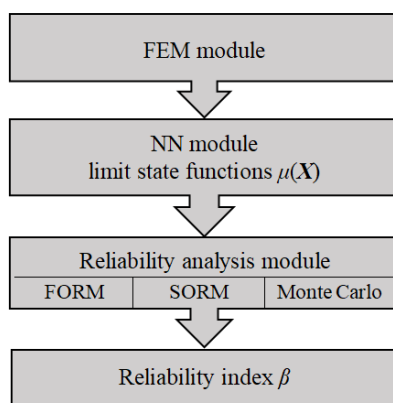 FEM module
NN module
limit state functions μ(X)
Reliability analysis module
FORM SORM Monte Carlo
Reliability index β